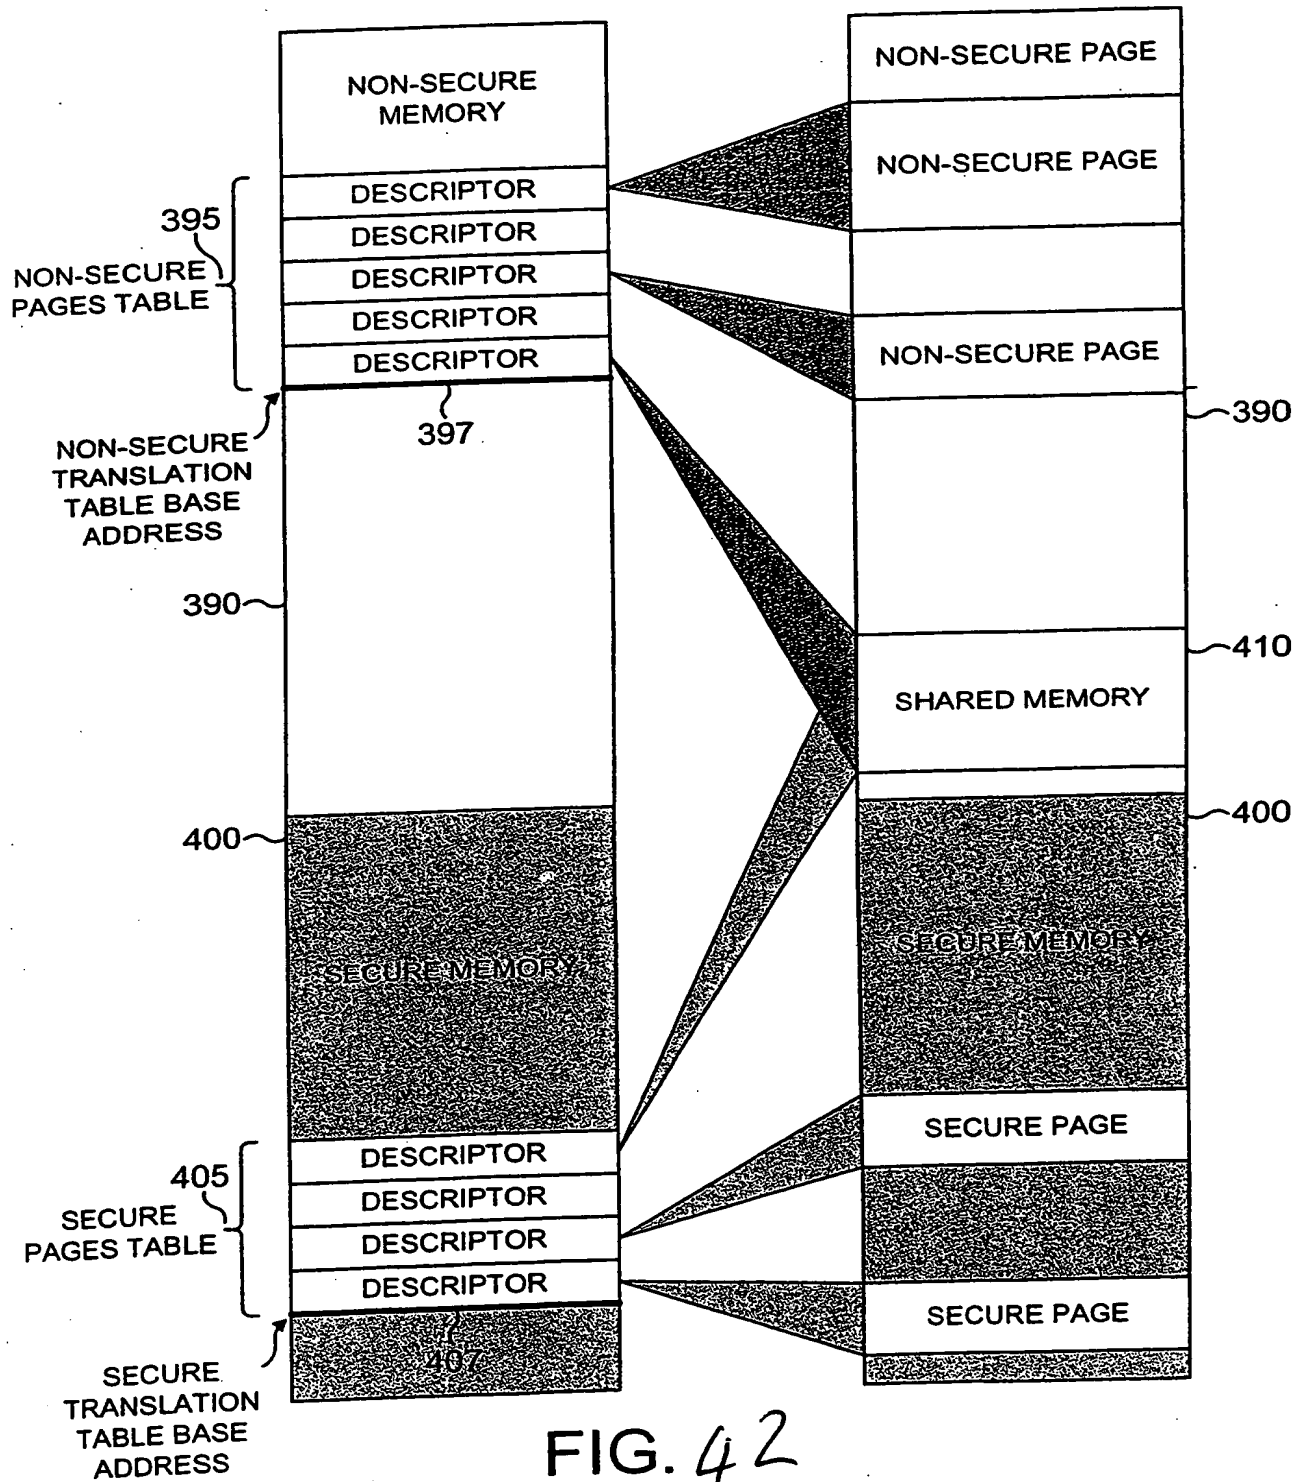 NON-SECURE
MEMORY
DESCRIPTOR
DESCRIPTOR
DESCRIPTOR
DESCRIPTOR
DESCRIPTOR
395
NON-SECURE
PAGES TABLE
397
NON-SECURE
TRANSLATION
TABLE BASE
ADDRESS
390
400
SECURE MEMORY
DESCRIPTOR
DESCRIPTOR
DESCRIPTOR
DESCRIPTOR
405
SECURE
PAGES TABLE
407
SECURE
TRANSLATION
TABLE BASE
ADDRESS
NON-SECURE PAGE
NON-SECURE PAGE
NON-SECURE PAGE
390
410
SHARED MEMORY
400
SECURE MEMORY
SECURE PAGE
SECURE PAGE
FIG. 42